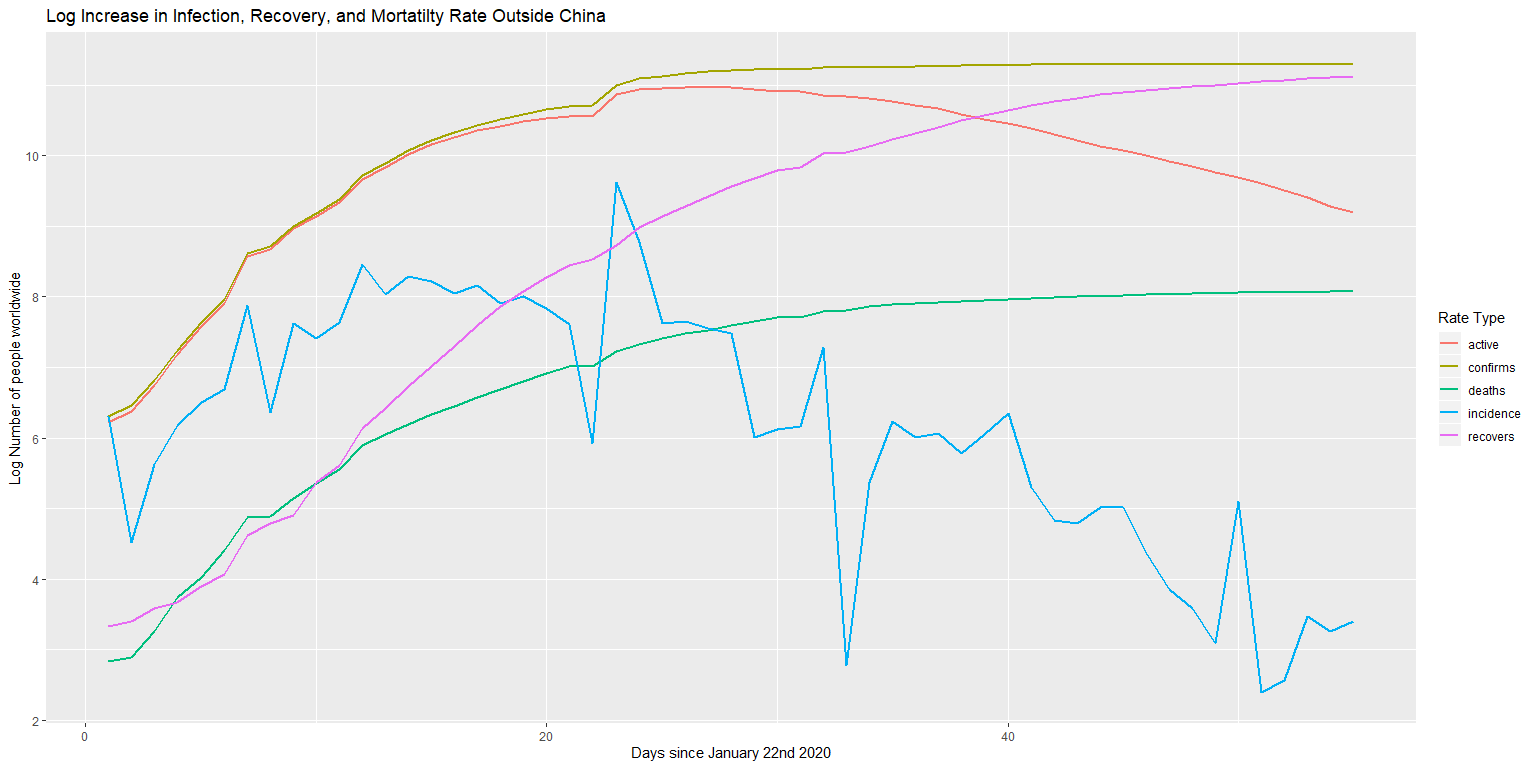 Log Increase in Infection, Recovery, and Mortatilty Rate Outside China
Log Number of people worldwide
10
8
6
4
2
0
20
40
Days since January 22nd 2020
Rate Type
active
confirms
deaths
incidence
recovers